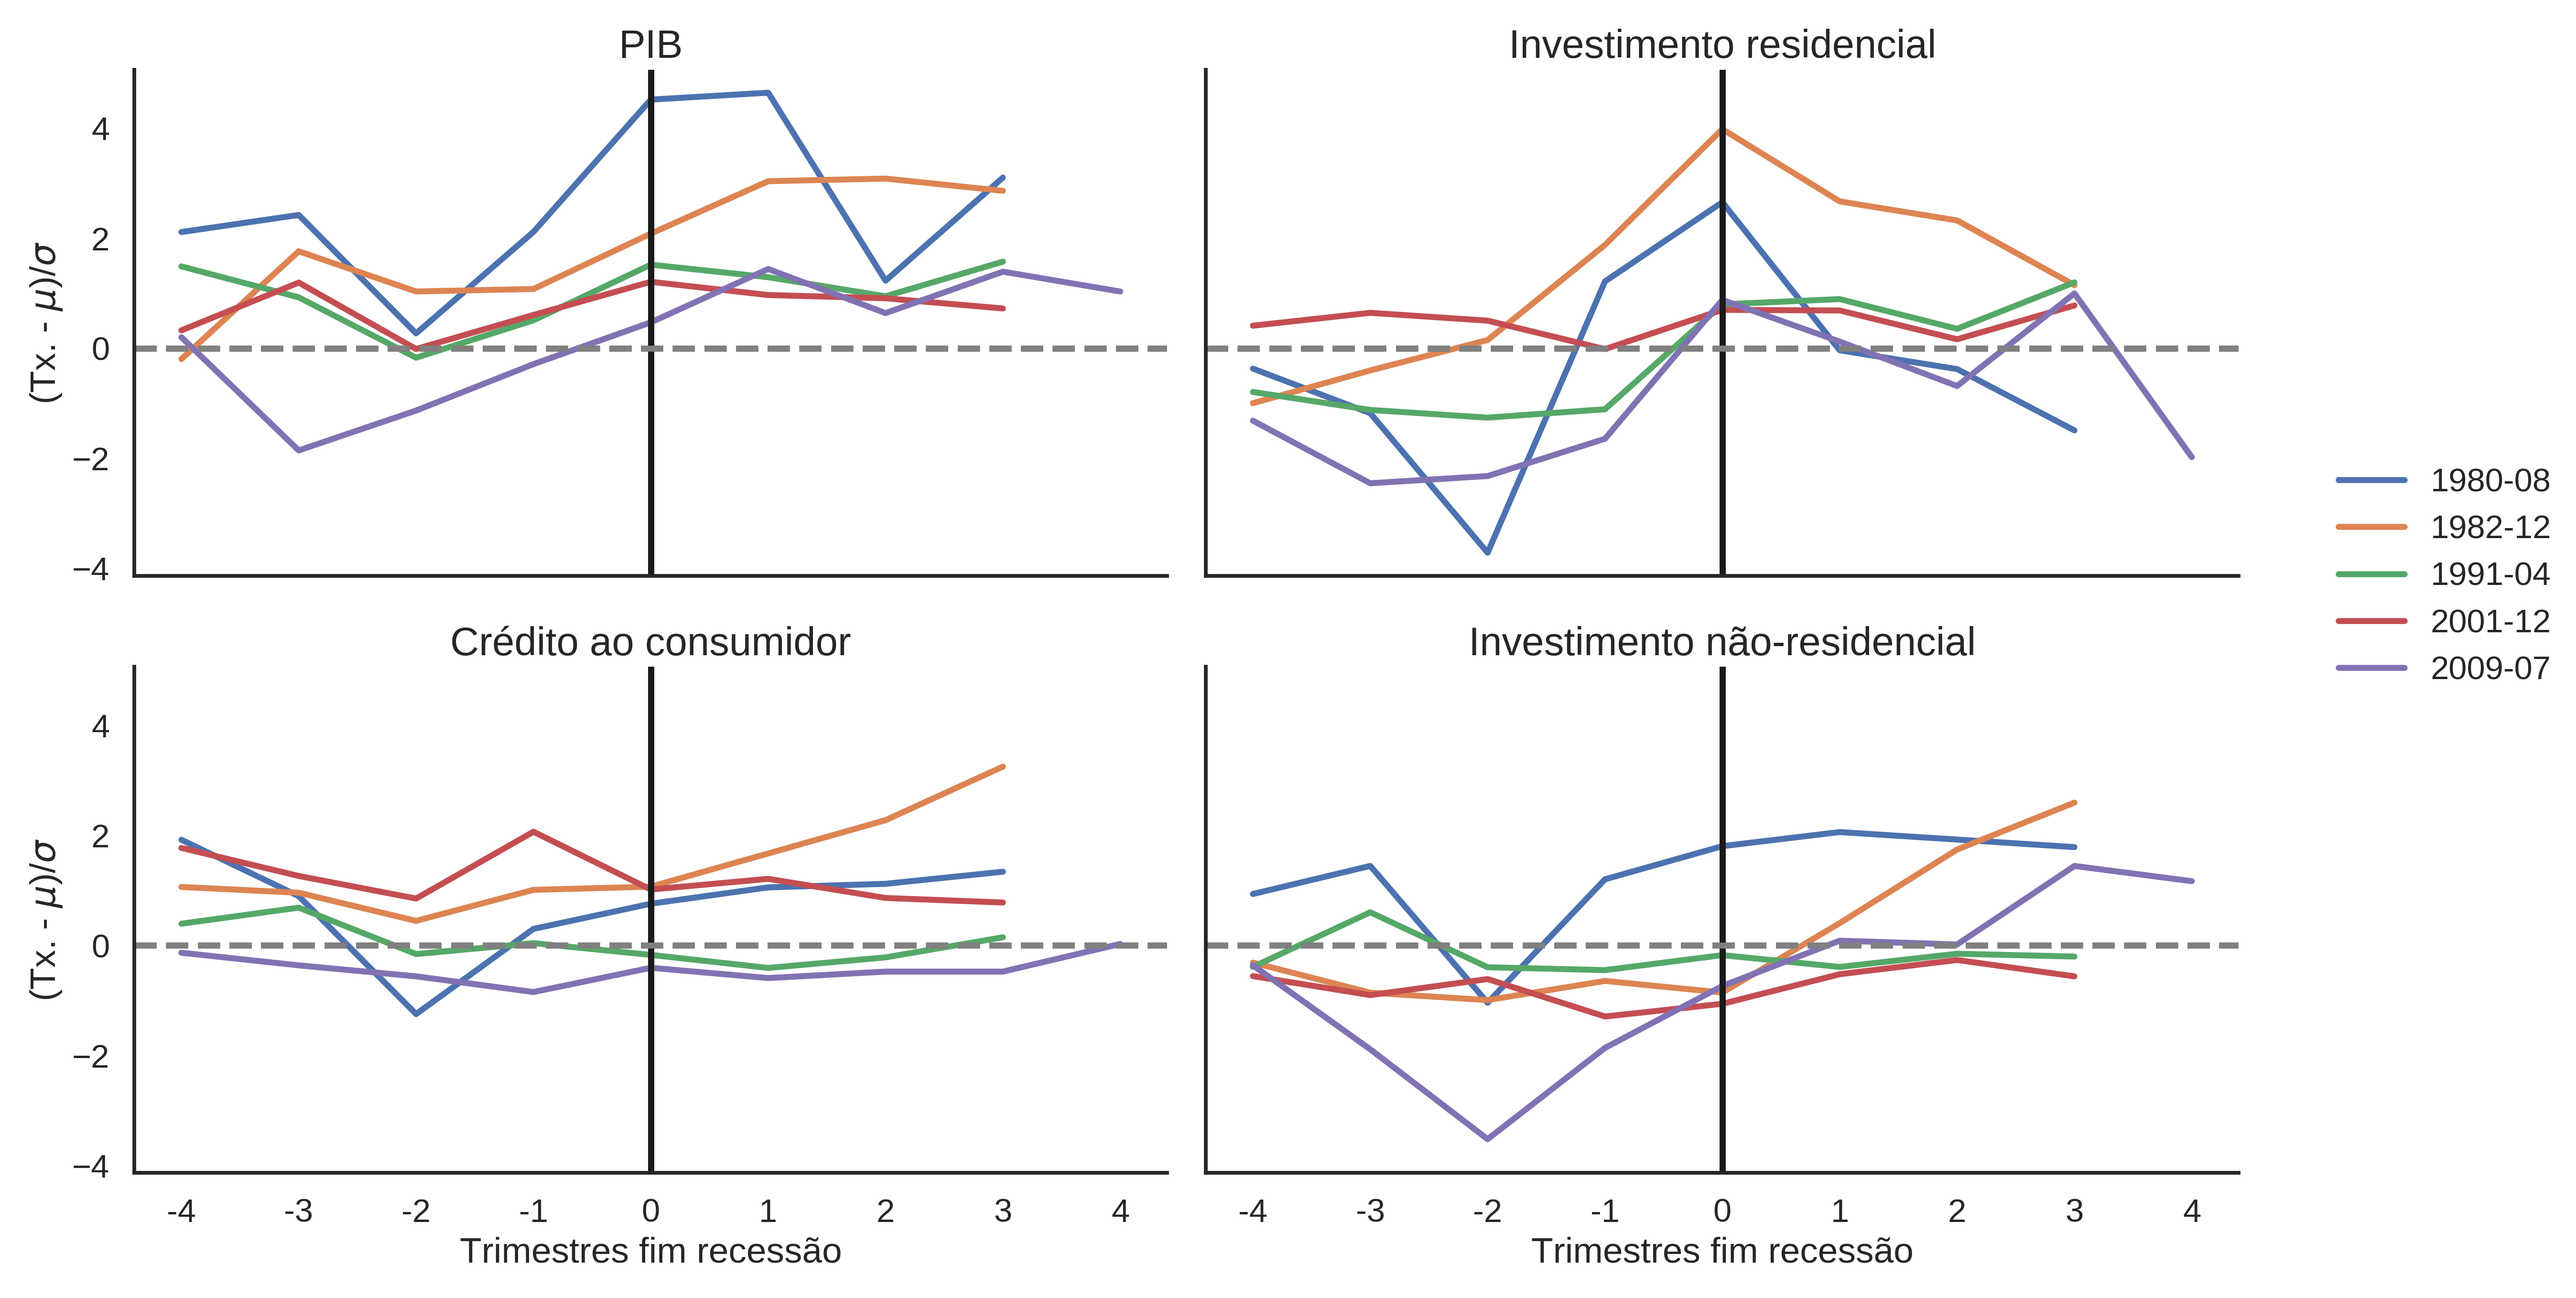 PIB
(Tx. - μ)/σ
4
2
0
−2
−4
Investimento residencial
Crédito ao consumidor
(Tx. - μ)/σ
4
2
0
−2
−4
-4 -3 -2 -1 0 1 2 3 4
Trimestres fim recessão
Investimento não-residencial
-4 -3 -2 -1 0 1 2 3 4
Trimestres fim recessão
1980-08
1982-12
1991-04
2001-12
2009-07